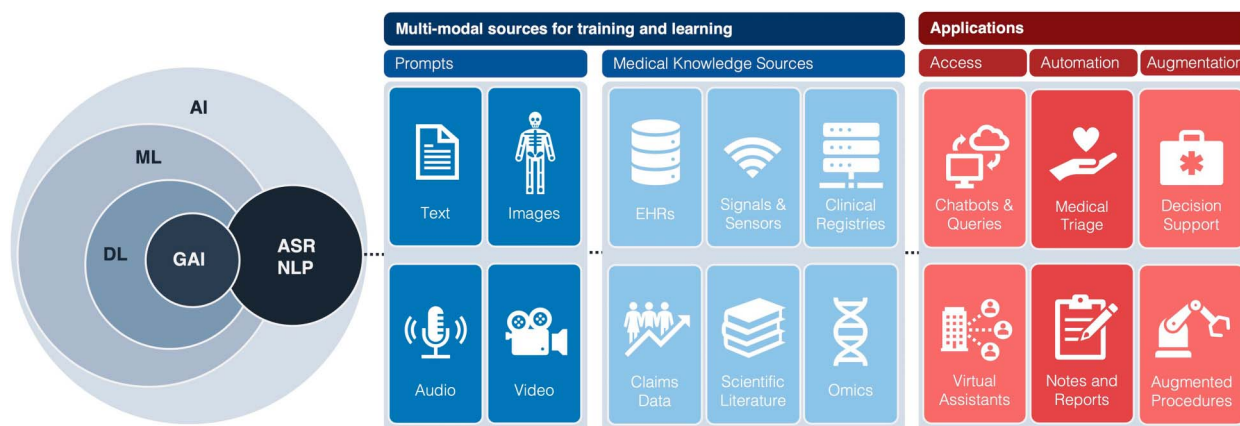 AI
ML
DL
GAI
ASR
NLP
Multi-modal sources for training and learning
Prompts
Medical Knowledge Sources
Text
Images
EHRs
Signals &
Sensors
Clinical
Registries
Audio
Video
Claims
Data
Scientific
Literature
Omics
Applications
Access
Automation
Augmentation
Chatbots &
Queries
Medical
Triage
Decision
Support
Virtual
Assistants
Notes and
Reports
Augmented
Procedures